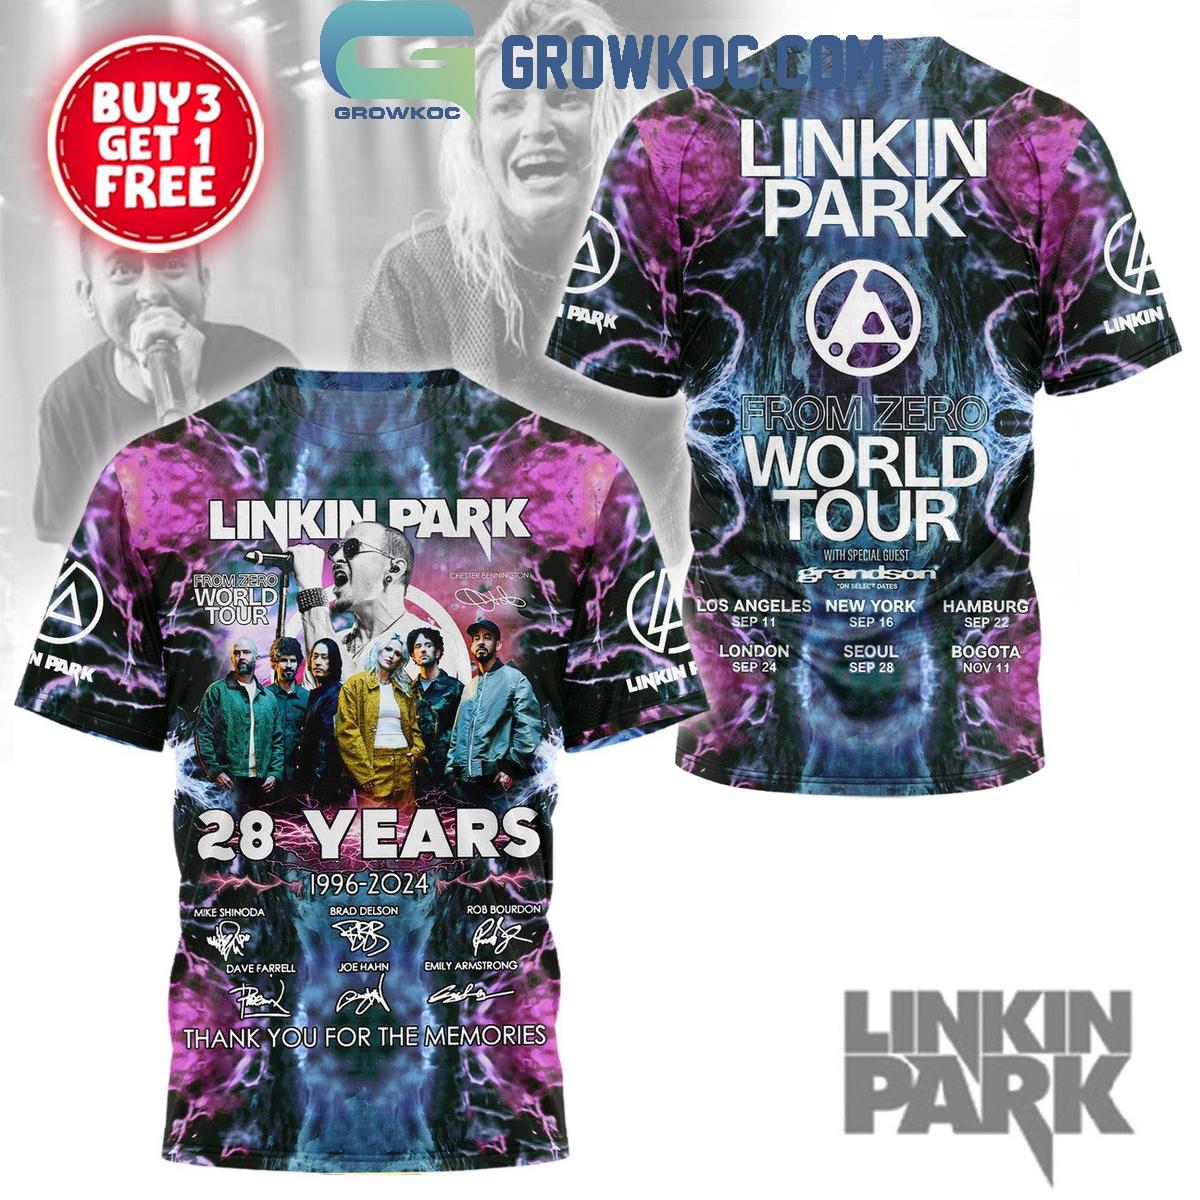 BUY 3
GET 1
FREE
GROWKOC
GROWKOC.COM
LINKIN
PARK
FROM ZERO
WORLD
TOUR
WITH SPECIAL GUEST
grandson
*ON SELECT DATES
LOS ANGELES NEW YORK HAMBURG
SEP 11 SEP 16 SEP 22
LONDON SEOUL BOGOTA
SEP 24 SEP 28 NOV 11
N PARK
LINKIN
LINKIN PARK
CHESTER BENNINGTON
FROM ZERO
WORLD
TOUR
N PARK
LINKIN P
28 YEARS
1996-2024
MIKE SHINODA BRAD DELSON ROB BOURDON
DAVE FARRELL JOE HAHN EMILY ARMSTRONG
THANK YOU FOR THE MEMORIES
LINKIN
PARK